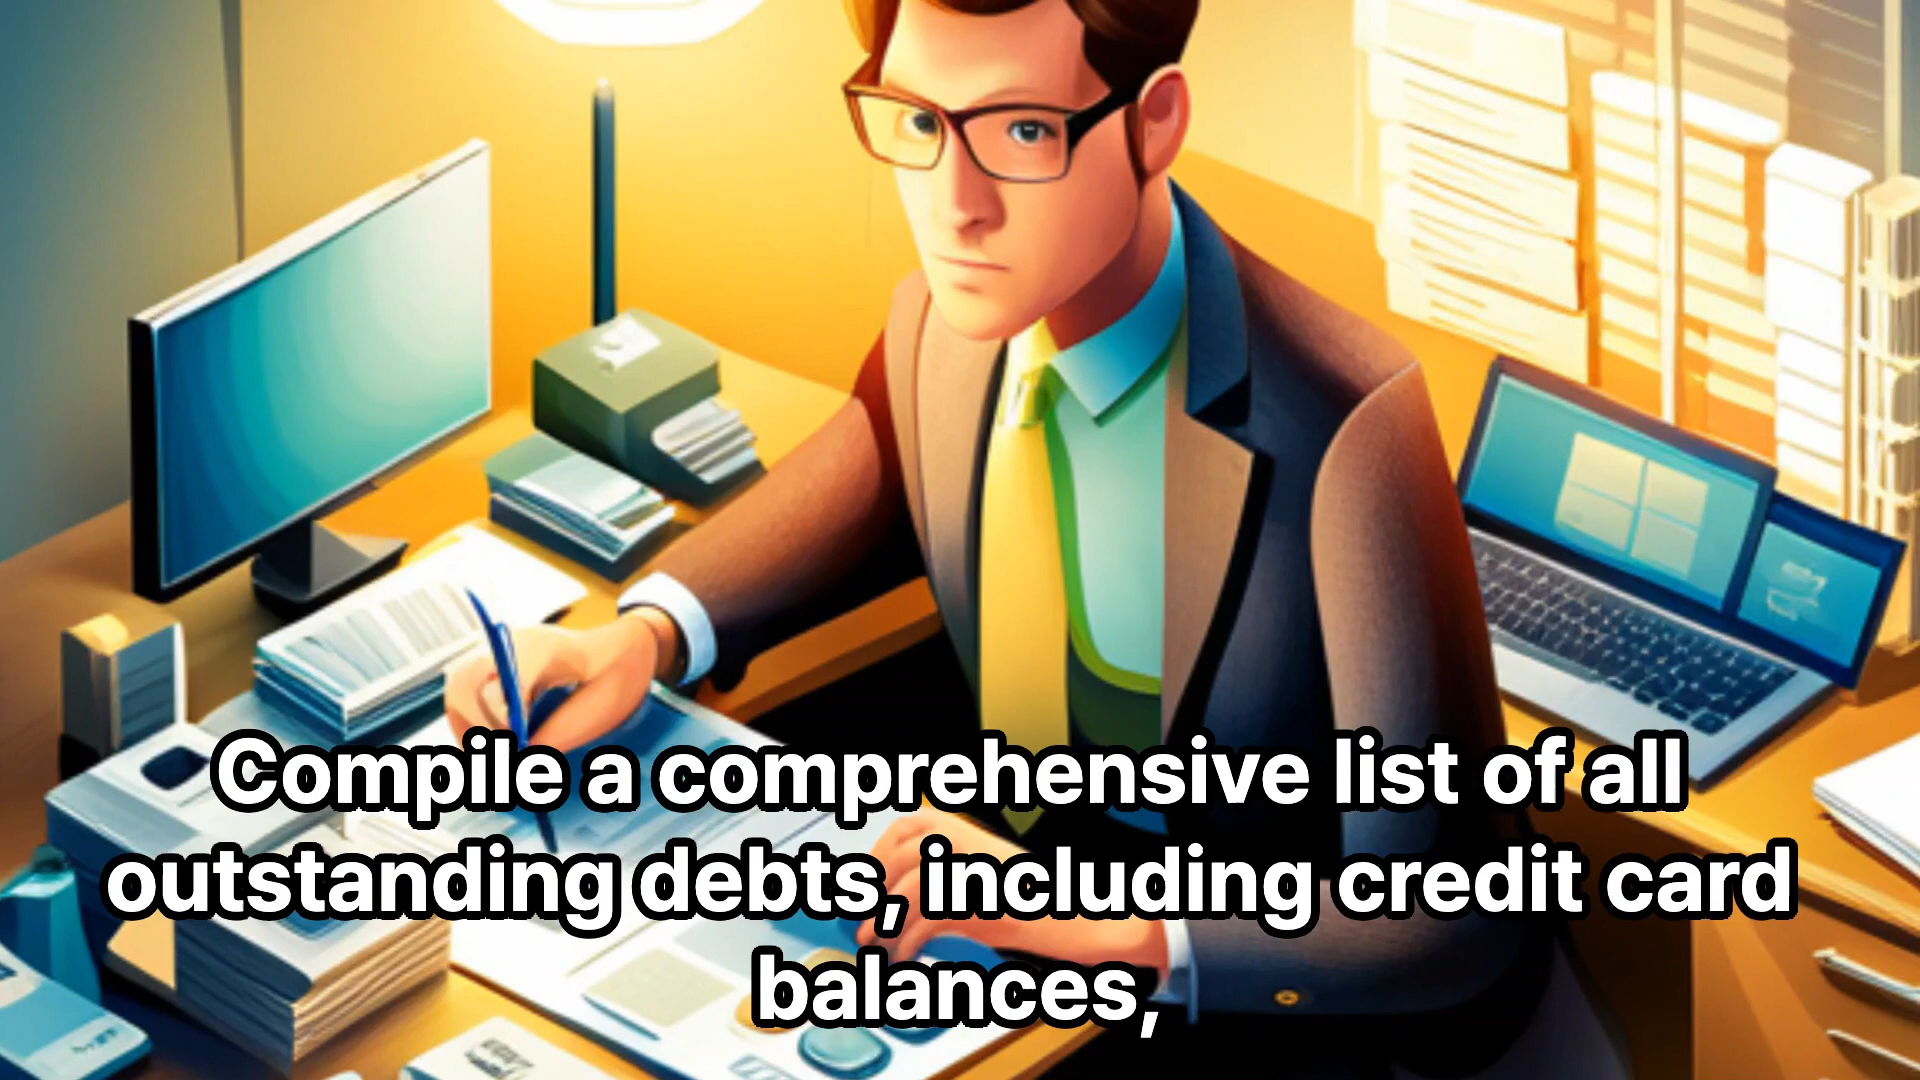 Compile a comprehensive list of all
outstanding debts, including credit card
balances,